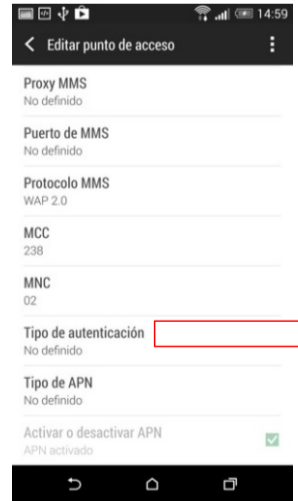 14:59
Editar punto de acceso
Proxy MMS
No definido
Puerto de MMS
No definido
Protocolo MMS
WAP 2.0
MCC
238
MNC
02
Tipo de autenticación
No definido
Tipo de APN
No definido
Activar o desactivar APN
APN activado